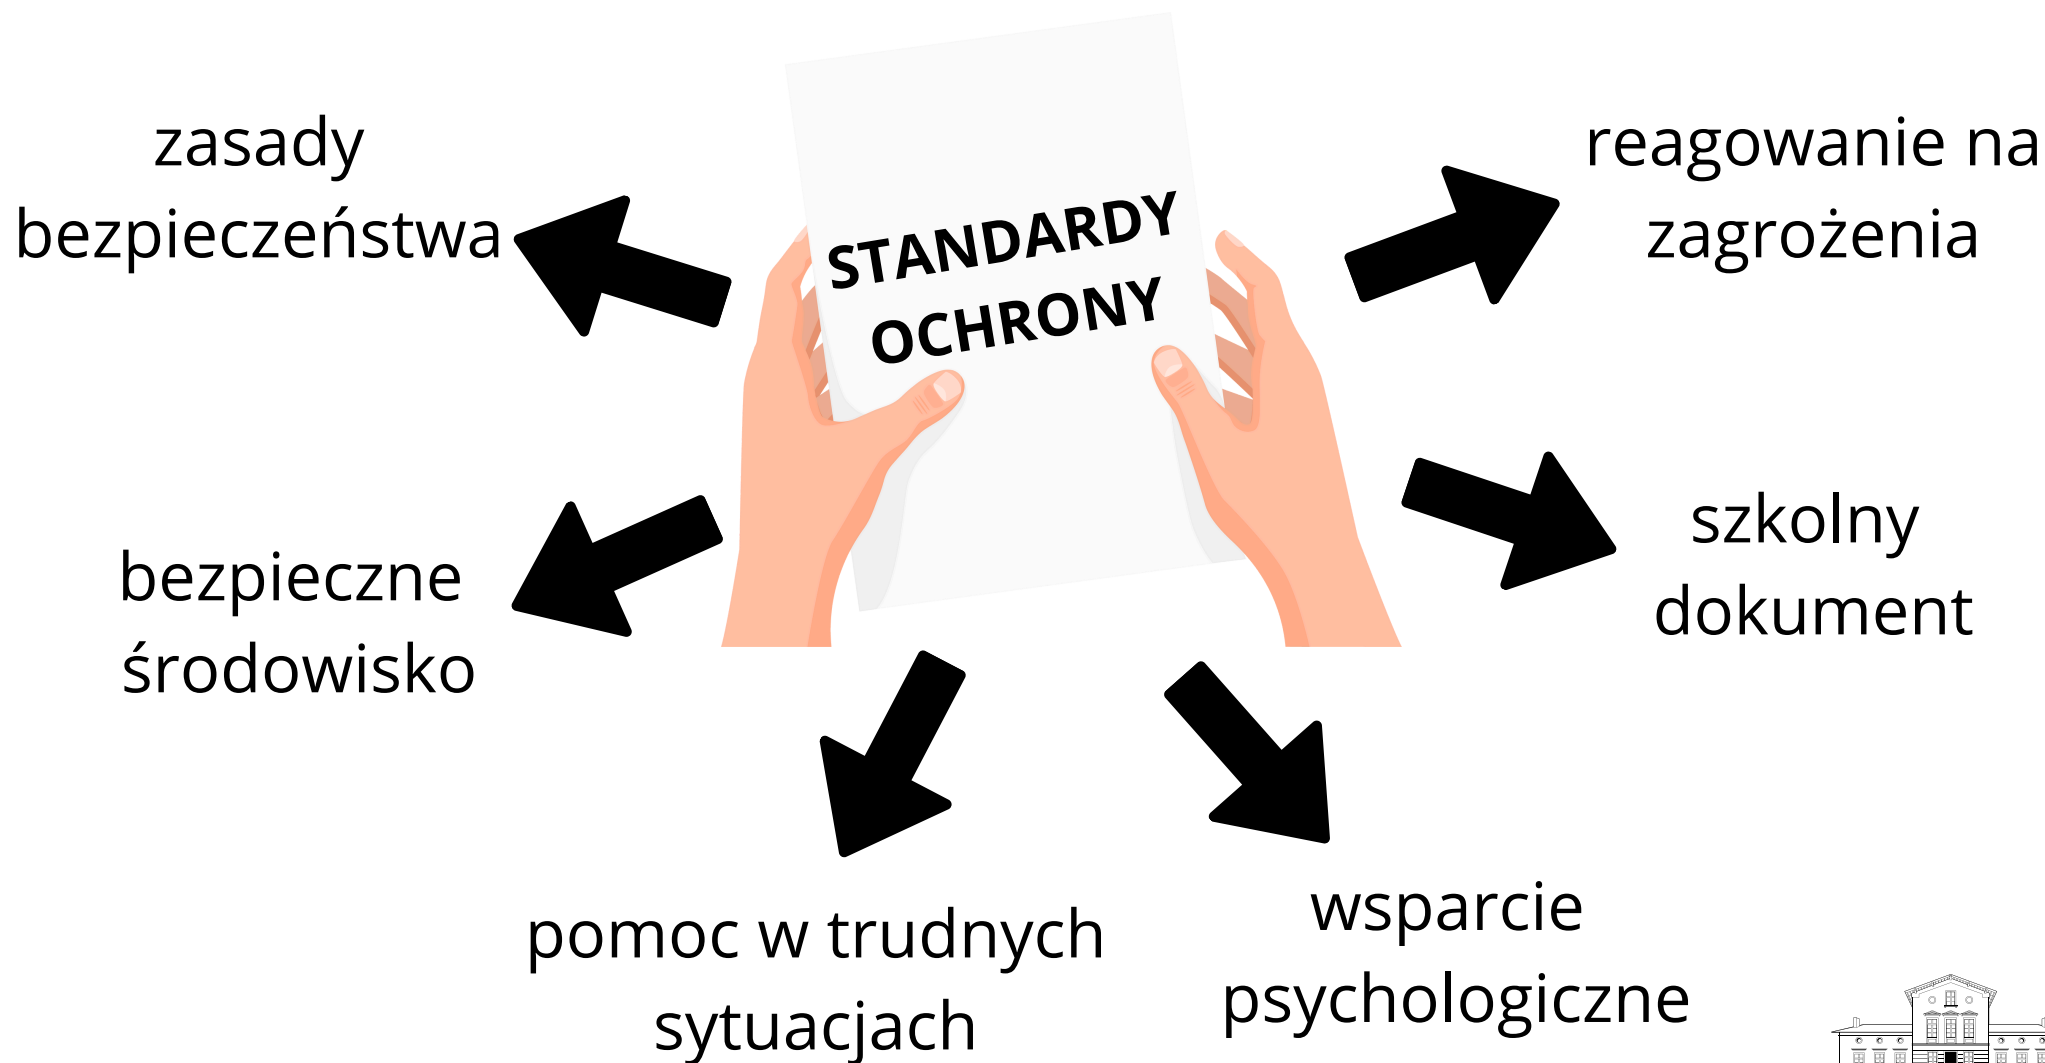 STANDARDY
OCHRONY
zasady
bezpieczeństwa
reagowanie na
zagrożenia
bezpieczne
środowisko
szkolny
dokument
pomoc w trudnych
sytuacjach
wsparcie
psychologiczne